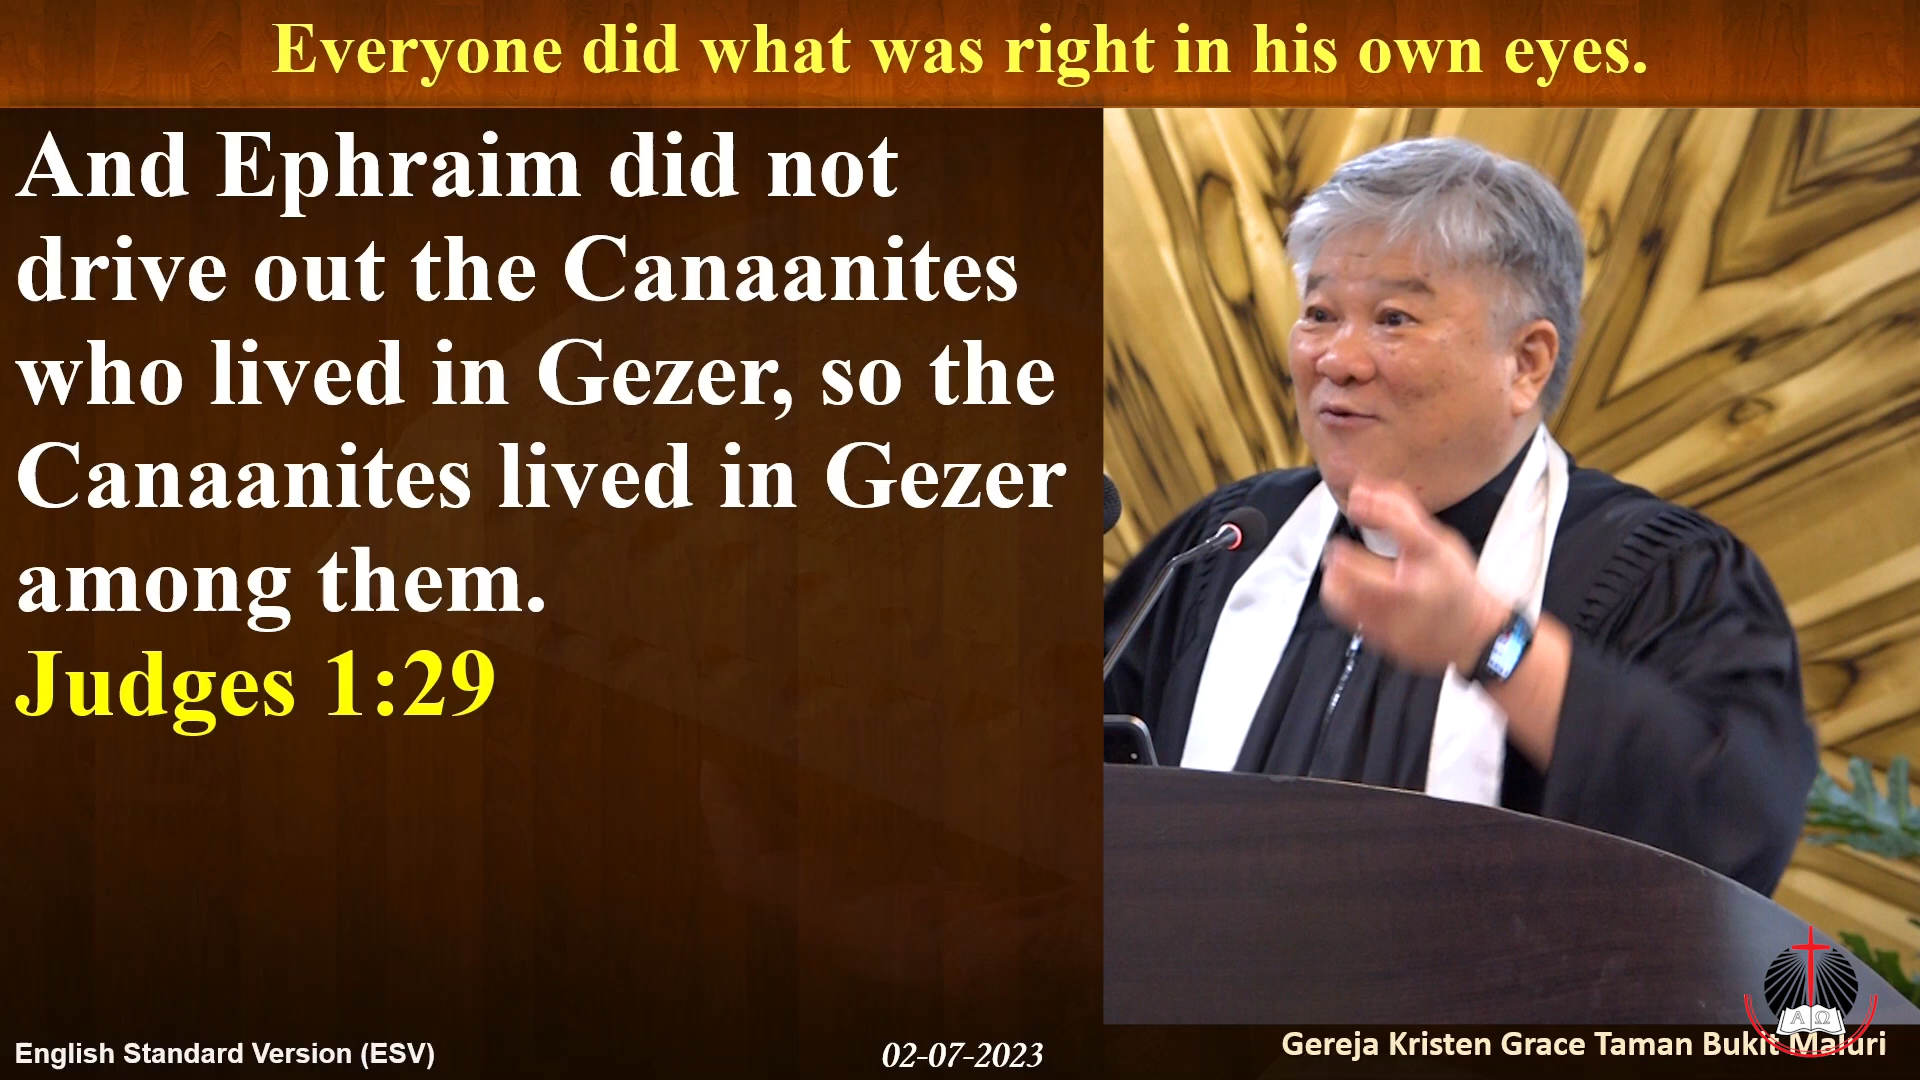 Everyone did what was right in his own eyes.
And Ephraim did not
drive out the Canaanites
who lived in Gezer, so the
Canaanites lived in Gezer
among them.
Judges 1:29
English Standard Version (ESV)
02-07-2023
Gereja Kristen Grace Taman Bukit Maluri
Α Ω